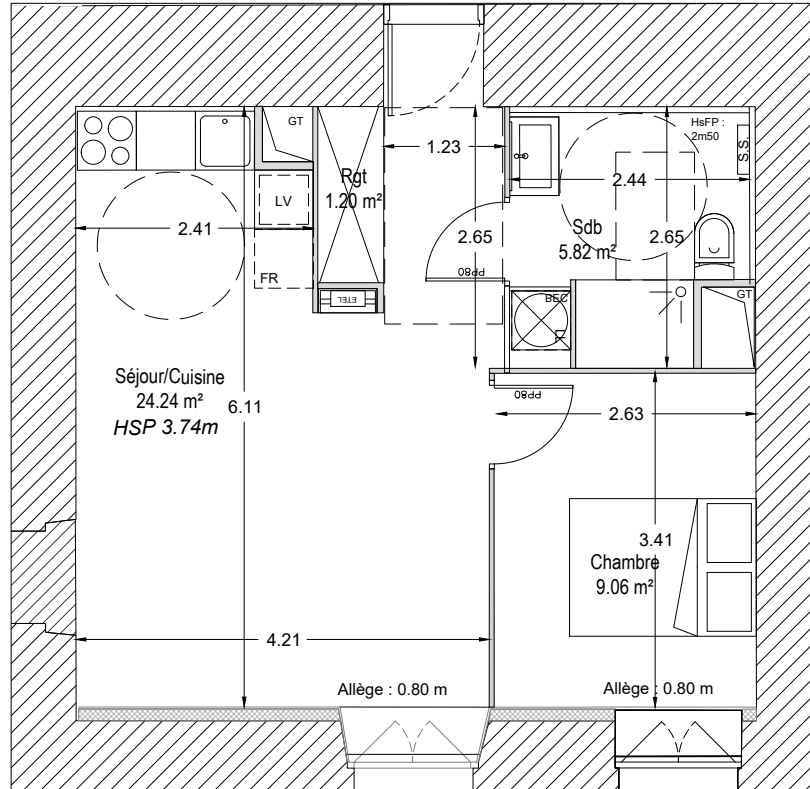 GT
HsFP :
2m50
S.S.
1.23
Rgt
1.20 m²
LV
2.44
2.41
Sdb
5.82 m²
2.65
2.65
PP80
FR
ETEL
BEC
GT
Séjour/Cuisine
24.24 m²
HSP 3.74m
6.11
PP80
2.63
3.41
Chambre
9.06 m²
4.21
Allège : 0.80 m
Allège : 0.80 m